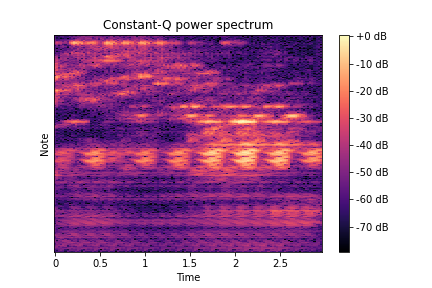 Constant-Q power spectrum
+0 dB
-10 dB
-20 dB
-30 dB
-40 dB
-50 dB
-60 dB
-70 dB
Note
0
0.5
1
1.5
2
2.5
Time